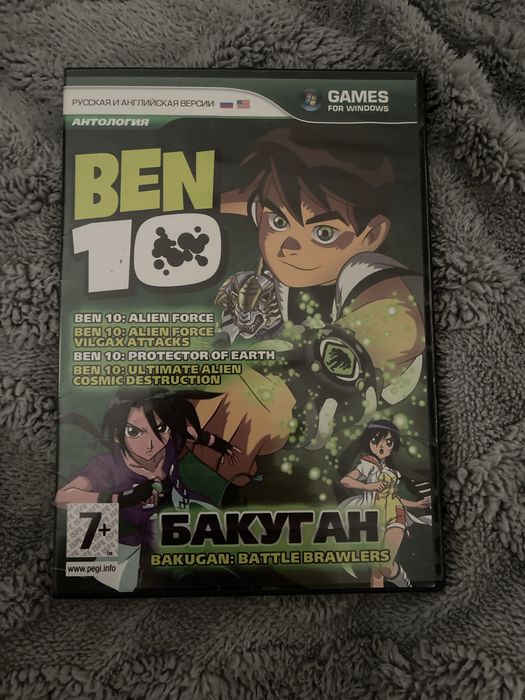 РУССКАЯ И АНГЛИЙСКАЯ ВЕРСИИ
GAMES
FOR WINDOWS
АНТОЛОГИЯ
BEN
10
BEN 10: ALIEN FORCE
BEN 10: ALIEN FORCE
VILGAX ATTACKS
BEN 10: PROTECTOR OF EARTH
BEN 10: ULTIMATE ALIEN
COSMIC DESTRUCTION
7+
TM
www.pegi.info
БАКУГАН
BAKUGAN: BATTLE BRAWLERS